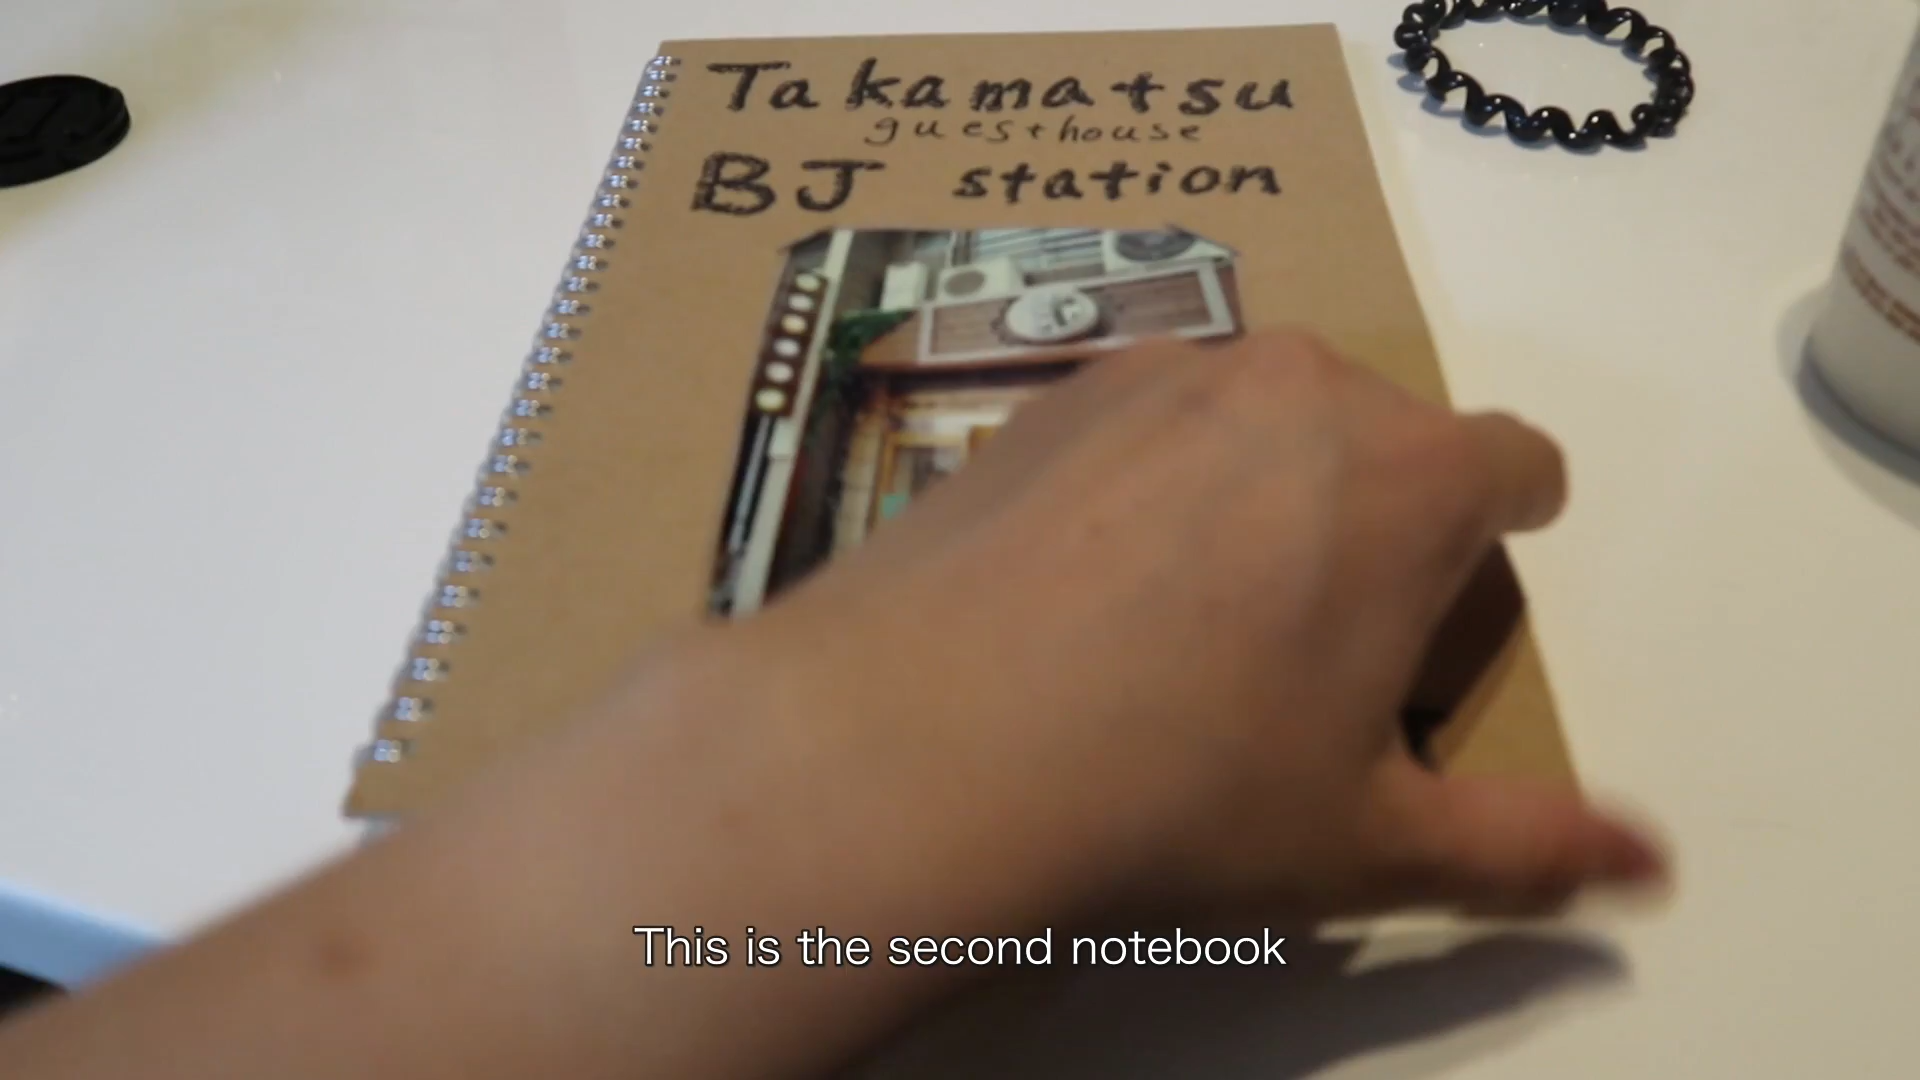 Takamatsu
guesthouse
BJ station
This is the second notebook